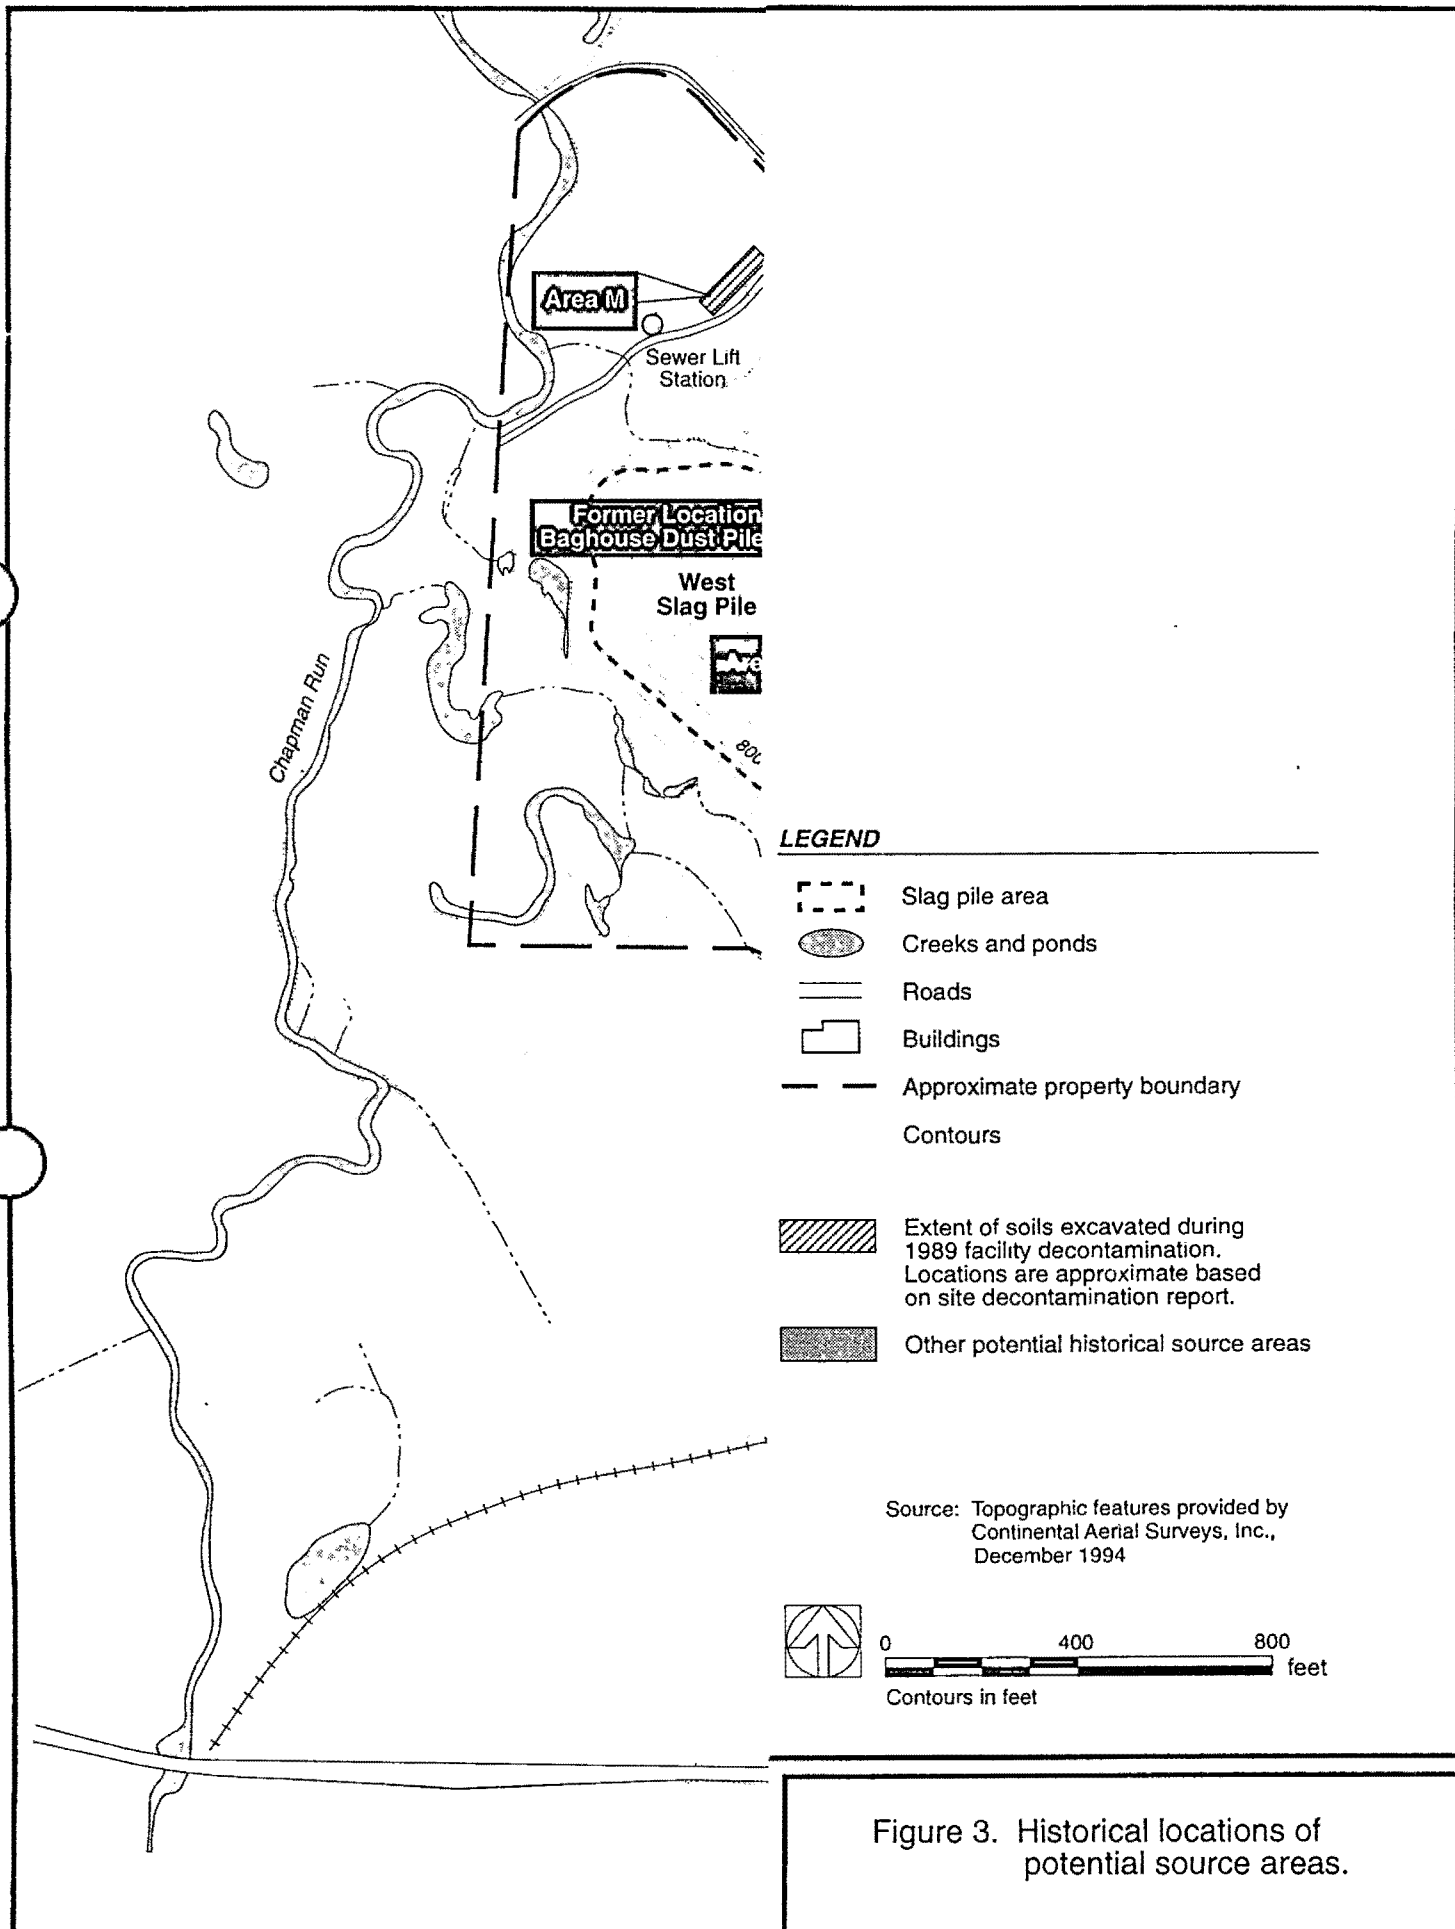 Area M
Sewer Lift
Station
Former Location
Baghouse Dust Pile
West
Slag Pile
Chapman Run
LEGEND
Slag pile area
Creeks and ponds
Roads
Buildings
Approximate property boundary
Contours
Extent of soils excavated during
1989 facility decontamination.
Locations are approximate based
on site decontamination report.
Other potential historical source areas
Source: Topographic features provided by
Continental Aerial Surveys, Inc.,
December 1994
0 400 800
feet
Contours in feet
Figure 3. Historical locations of
potential source areas.